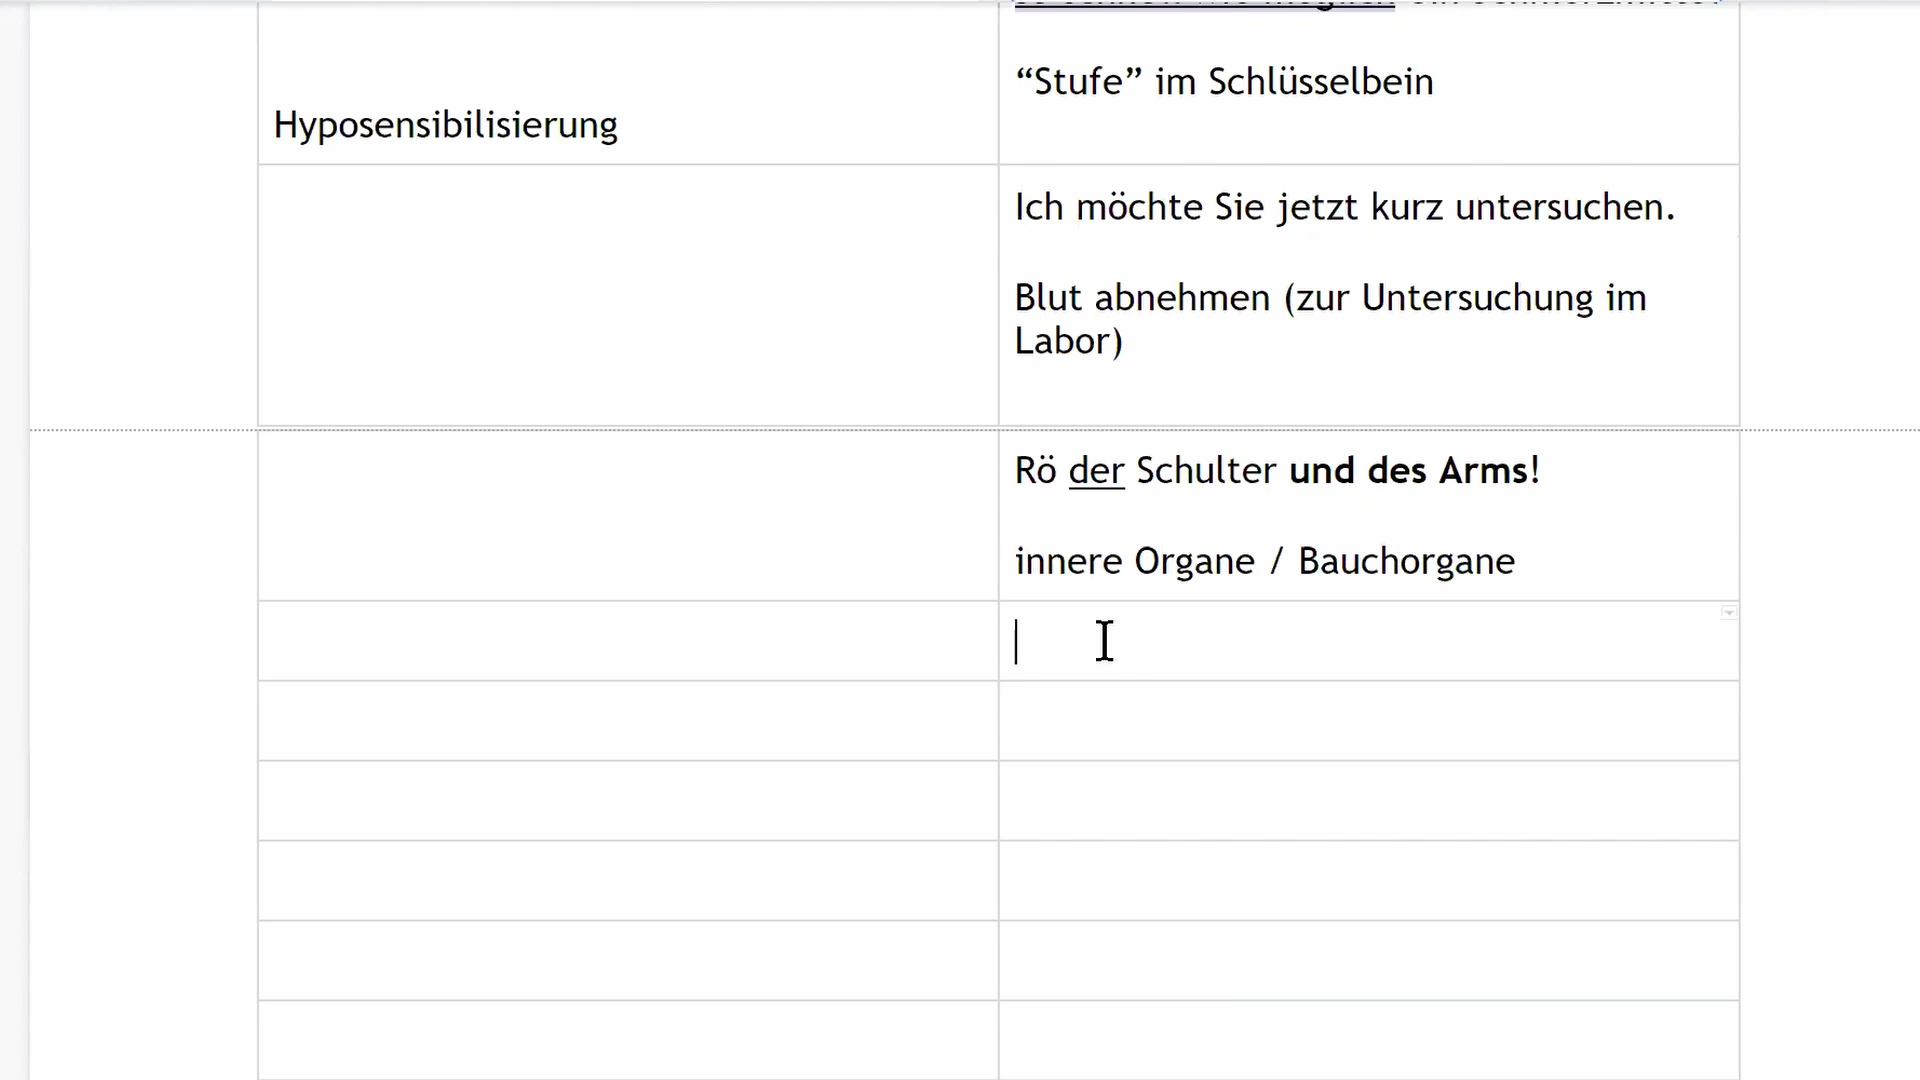 “Stufe” im Schlüsselbein
Hyposensibilisierung
Ich möchte Sie jetzt kurz untersuchen.
Blut abnehmen (zur Untersuchung im
Labor)
Rö der Schulter und des Arms!
innere Organe / Bauchorgane